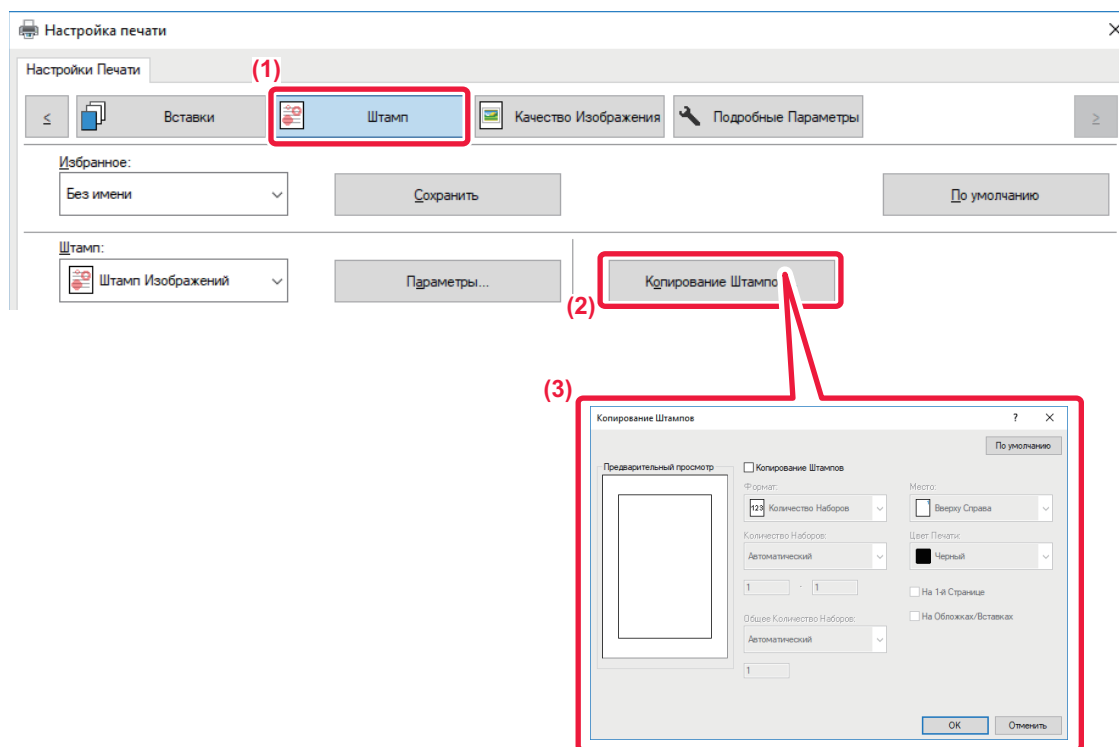 Настройка печати
Настройки Печати
(1)
<
Вставки
Штамп
Качество Изображения
Подробные Параметры
>
Избранное:
Без имени
Сохранить
По умолчанию
Штамп:
Штамп Изображений
Параметры...
Копирование Штампо
(2)
(3)
Копирование Штампов
?
По умолчанию
Предварительный просмотр
Копирование Штампов
Формат:
Место:
123 Количество Наборов
Вверху Справа
Количество Наборов:
Цвет Печати:
Автоматический
Черный
1 - 1
На 1-й Странице
Общее Количество Наборов:
На Обложках/Вставках
Автоматический
1
OK
Отменить